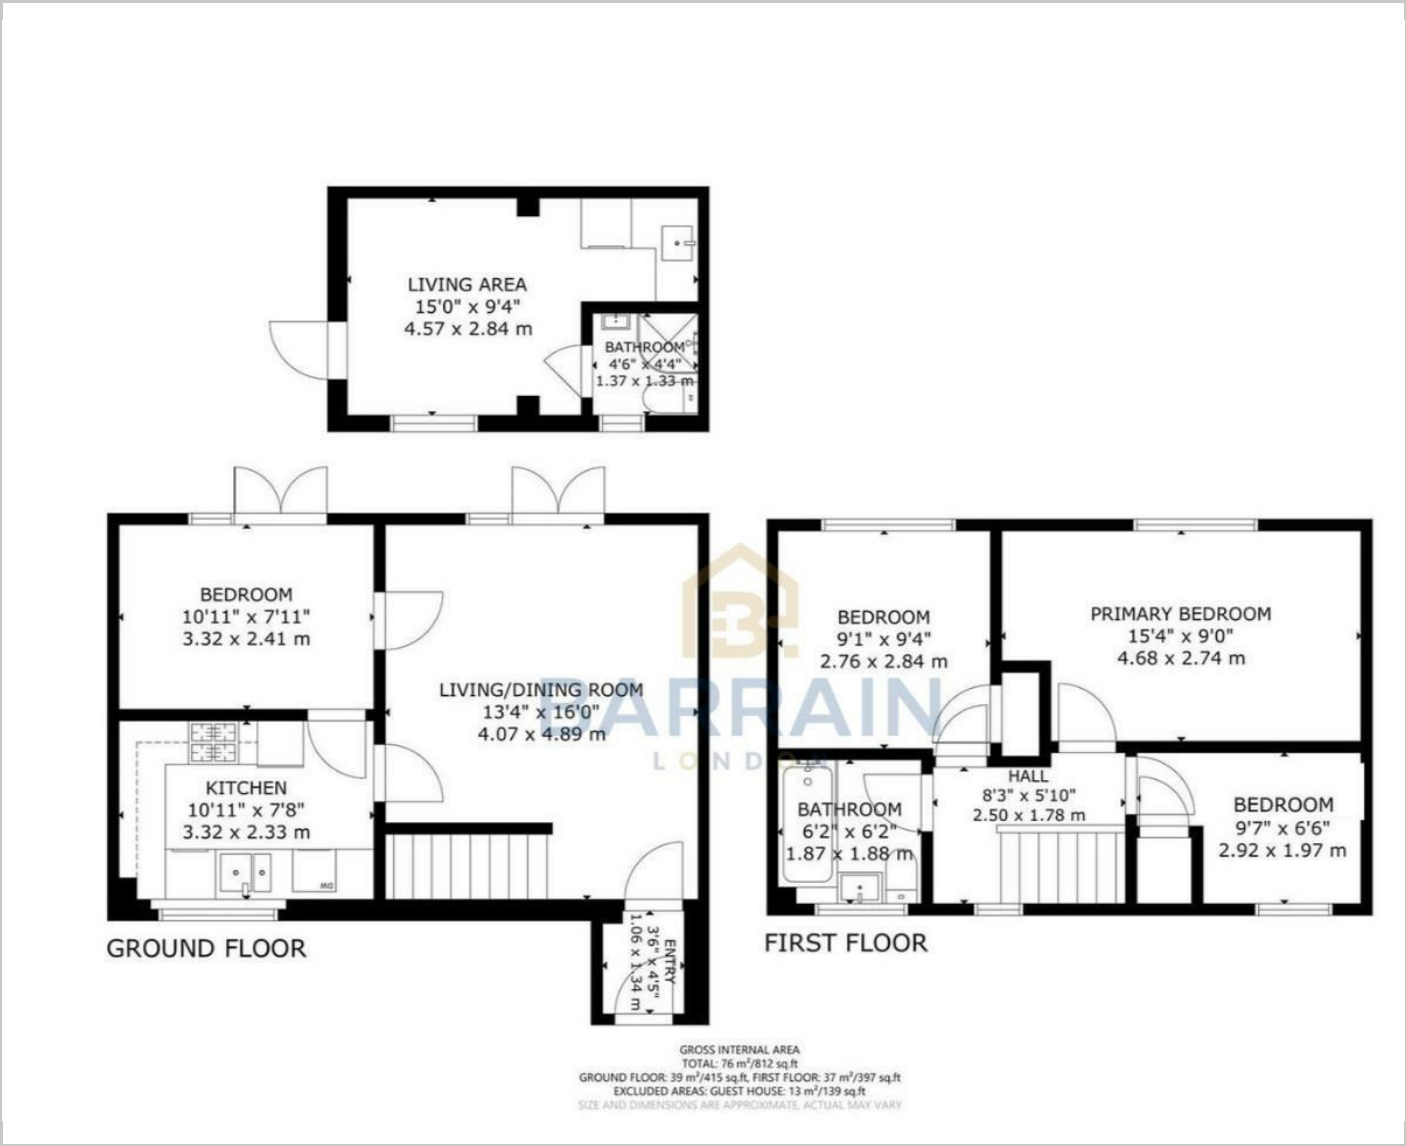 LIVING AREA
15'0" x 9'4"
4.57 x 2.84 m
BATHROOM
4'6" x 4'4"
1.37 x 1.33 m
BEDROOM
10'11" x 7'11"
3.32 x 2.41 m
LIVING/DINING ROOM
13'4" x 16'0"
4.07 x 4.89 m
KITCHEN
10'11" x 7'8"
3.32 x 2.33 m
DW
ENTRY
3'6" x 4'5"
1.06 x 1.34 m
GROUND FLOOR
BARRAIN
LONDON
BEDROOM
9'1" x 9'4"
2.76 x 2.84 m
PRIMARY BEDROOM
15'4" x 9'0"
4.68 x 2.74 m
BATHROOM
6'2" x 6'2"
1.87 x 1.88 m
HALL
8'3" x 5'10"
2.50 x 1.78 m
BEDROOM
9'7" x 6'6"
2.92 x 1.97 m
FIRST FLOOR
GROSS INTERNAL AREA
TOTAL: 76 m²/812 sq.ft
GROUND FLOOR: 39 m²/415 sq.ft, FIRST FLOOR: 37 m²/397 sq.ft
EXCLUDED AREAS: GUEST HOUSE: 13 m²/139 sq.ft
SIZE AND DIMENSIONS ARE APPROXIMATE, ACTUAL MAY VARY